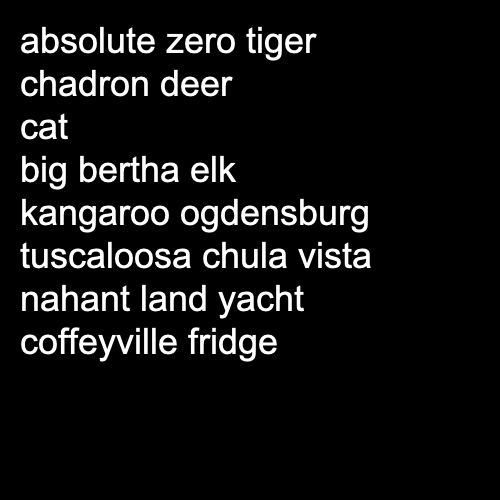 absolute zero tiger
chadron deer
cat
big bertha elk
kangaroo ogdensburg
tuscaloosa chula vista
nahant land yacht
coffeyville fridge